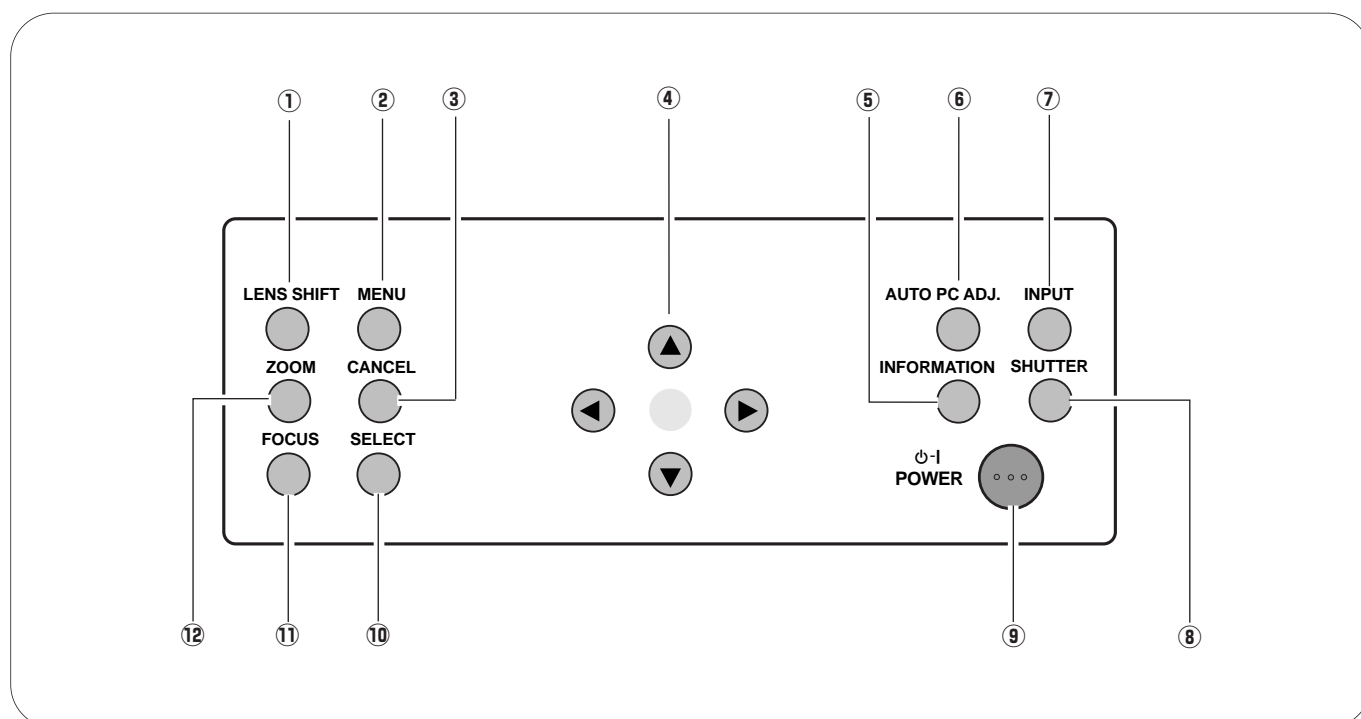 ① ② ③ ④ ⑤ ⑥ ⑦
LENS SHIFT MENU AUTO PC ADJ. INPUT
ZOOM CANCEL INFORMATION SHUTTER
FOCUS SELECT
⏻-I
POWER
⑫ ⑪ ⑩ ⑨ ⑧